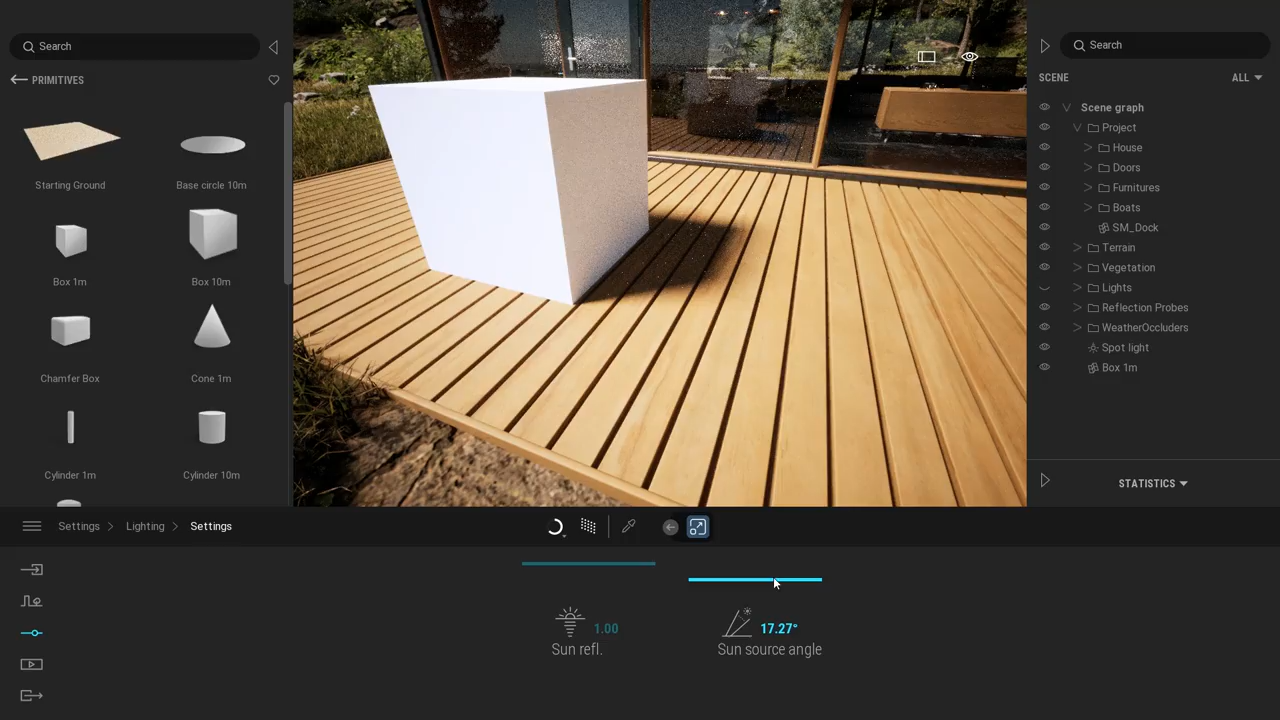 Search
PRIMITIVES
Starting Ground
Base circle 10m
Box 1m
Box 10m
Chamfer Box
Cone 1m
Cylinder 1m
Cylinder 10m
Search
SCENE
ALL
Scene graph
Project
House
Doors
Furnitures
Boats
SM_Dock
Terrain
Vegetation
Lights
Reflection Probes
WeatherOccluders
Spot light
Box 1m
STATISTICS
Settings
Lighting
Settings
1.00
Sun refl.
17.27°
Sun source angle